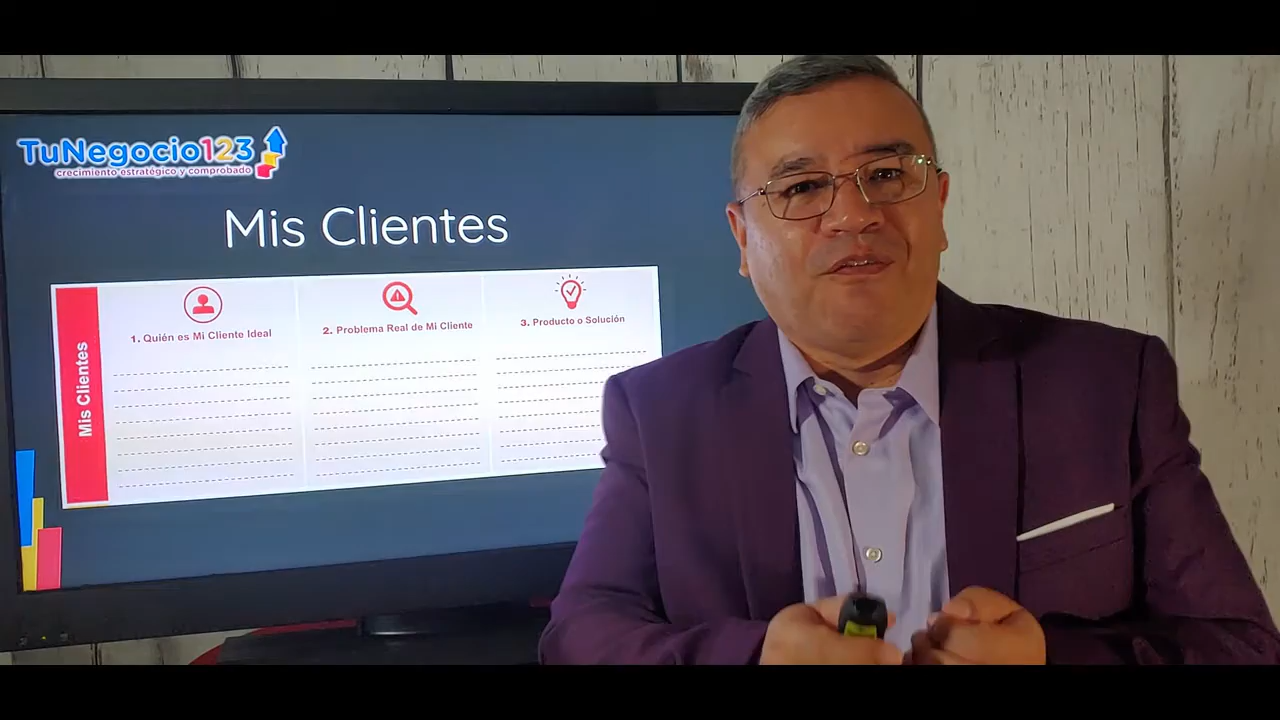 TuNegocio123
crecimiento estratégico y comprobado
Mis Clientes
Mis Clientes
1. Quién es Mi Cliente Ideal
2. Problema Real de Mi Cliente
3. Producto o Solución